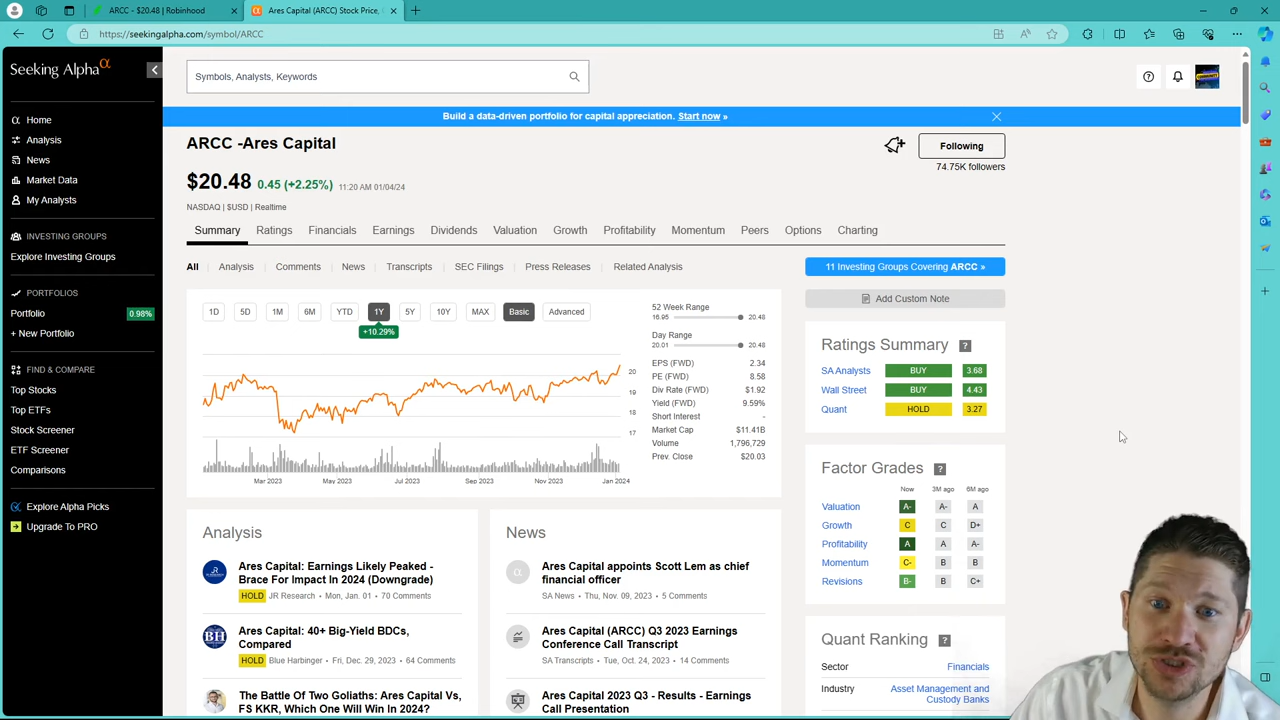 ARCC - $20.48 | Robinhood
Ares Capital (ARCC) Stock Price,
https://seekingalpha.com/symbol/ARCC
Seeking Alpha α
Symbols, Analysts, Keywords
Build a data-driven portfolio for capital appreciation. Start now »
Home
Analysis
News
Market Data
My Analysts
INVESTING GROUPS
Explore Investing Groups
PORTFOLIOS
Portfolio 0.98%
+ New Portfolio
FIND & COMPARE
Top Stocks
Top ETFs
Stock Screener
ETF Screener
Comparisons
Explore Alpha Picks
Upgrade To PRO
ARCC -Ares Capital
Following
74.75K followers
$20.48 0.45 (+2.25%) 11:20 AM 01/04/24
NASDAQ | $USD | Realtime
Summary Ratings Financials Earnings Dividends Valuation Growth Profitability Momentum Peers Options Charting
All Analysis Comments News Transcripts SEC Filings Press Releases Related Analysis
1D 5D 1M 6M YTD 1Y 5Y 10Y MAX Basic Advanced
+10.29%
20
19
18
17
Mar 2023 May 2023 Jul 2023 Sep 2023 Nov 2023 Jan 2024
52 Week Range
16.95 20.48
Day Range
20.01 20.48
EPS (FWD) 2.34
PE (FWD) 8.58
Div Rate (FWD) $1.92
Yield (FWD) 9.59%
Short Interest -
Market Cap $11.41B
Volume 1,796,729
Prev. Close $20.03
Analysis
Ares Capital: Earnings Likely Peaked -
Brace For Impact In 2024 (Downgrade)
HOLD JR Research • Mon, Jan. 01 • 70 Comments
BH
Ares Capital: 40+ Big-Yield BDCs,
Compared
HOLD Blue Harbinger • Fri, Dec. 29, 2023 • 64 Comments
The Battle Of Two Goliaths: Ares Capital Vs,
FS KKR, Which One Will Win In 2024?
News
α
Ares Capital appoints Scott Lem as chief
financial officer
SA News • Thu, Nov. 09, 2023 • 5 Comments
Ares Capital (ARCC) Q3 2023 Earnings
Conference Call Transcript
SA Transcripts • Tue, Oct. 24, 2023 • 14 Comments
Ares Capital 2023 Q3 - Results - Earnings
Call Presentation
11 Investing Groups Covering ARCC »
Add Custom Note
Ratings Summary ?
SA Analysts BUY 3.68
Wall Street BUY 4.43
Quant HOLD 3.27
Factor Grades ?
Now 3M ago 6M ago
Valuation A- A- A
Growth C C D+
Profitability A A A-
Momentum C- B B
Revisions B- B C+
Quant Ranking ?
Sector Financials
Industry Asset Management and
Custody Banks